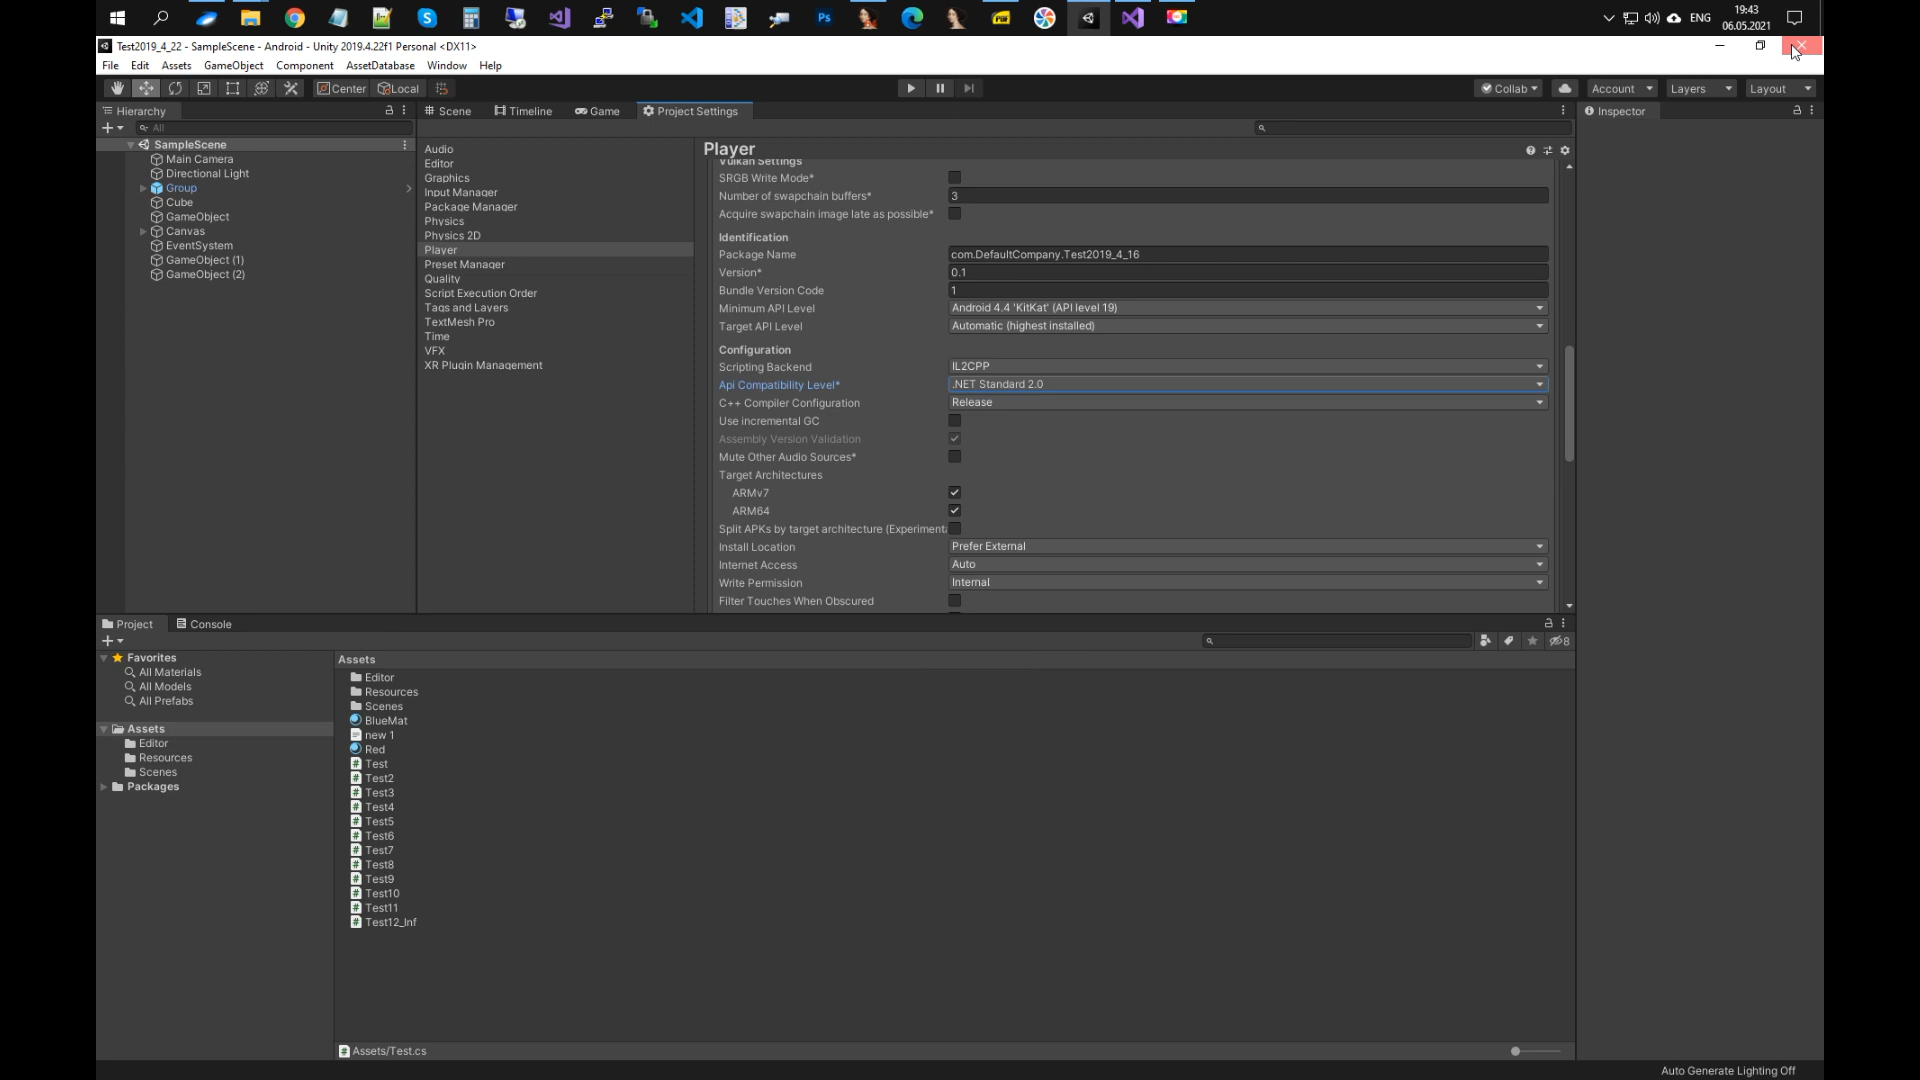 ENG
19:43
06.05.2021
Test2019_4_22 - SampleScene - Android - Unity 2019.4.22f1 Personal <DX11>
File Edit Assets GameObject Component AssetDatabase Window Help
Center Local
Collab Account Layers Layout
Hierarchy
All
SampleScene
Main Camera
Directional Light
Group
Cube
GameObject
Canvas
EventSystem
GameObject (1)
GameObject (2)
Scene Timeline Game Project Settings
Audio
Editor
Graphics
Input Manager
Package Manager
Physics
Physics 2D
Player
Preset Manager
Quality
Script Execution Order
Tags and Layers
TextMesh Pro
Time
VFX
XR Plugin Management
Player
Vulkan Settings
SRGB Write Mode*
Number of swapchain buffers* 3
Acquire swapchain image late as possible*
Identification
Package Name com.DefaultCompany.Test2019_4_16
Version* 0.1
Bundle Version Code 1
Minimum API Level Android 4.4 'KitKat' (API level 19)
Target API Level Automatic (highest installed)
Configuration
Scripting Backend IL2CPP
Api Compatibility Level* .NET Standard 2.0
C++ Compiler Configuration Release
Use incremental GC
Assembly Version Validation
Mute Other Audio Sources*
Target Architectures
ARMv7
ARM64
Split APKs by target architecture (Experimenta
Install Location Prefer External
Internet Access Auto
Write Permission Internal
Filter Touches When Obscured
Inspector
Project Console
8
Favorites
All Materials
All Models
All Prefabs
Assets
Editor
Resources
Scenes
Packages
Assets
Editor
Resources
Scenes
BlueMat
new 1
Red
Test
Test2
Test3
Test4
Test5
Test6
Test7
Test8
Test9
Test10
Test11
Test12_Inf
Assets/Test.cs
Auto Generate Lighting Off